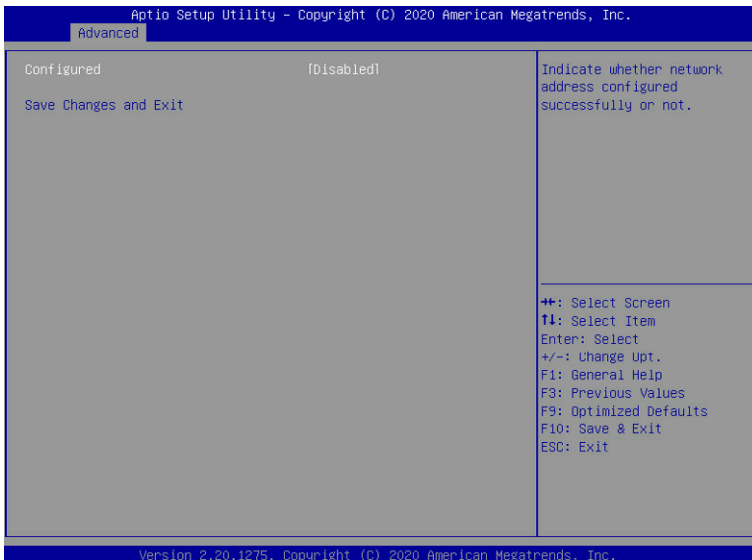 Aptio Setup Utility – Copyright (C) 2020 American Megatrends, Inc.
Advanced
Configured [Disabled]
Save Changes and Exit
Indicate whether network
address configured
successfully or not.
→←: Select Screen
↑↓: Select Item
Enter: Select
+/-: Change Opt.
F1: General Help
F3: Previous Values
F9: Optimized Defaults
F10: Save & Exit
ESC: Exit
Version 2.20.1275. Copyright (C) 2020 American Megatrends, Inc.